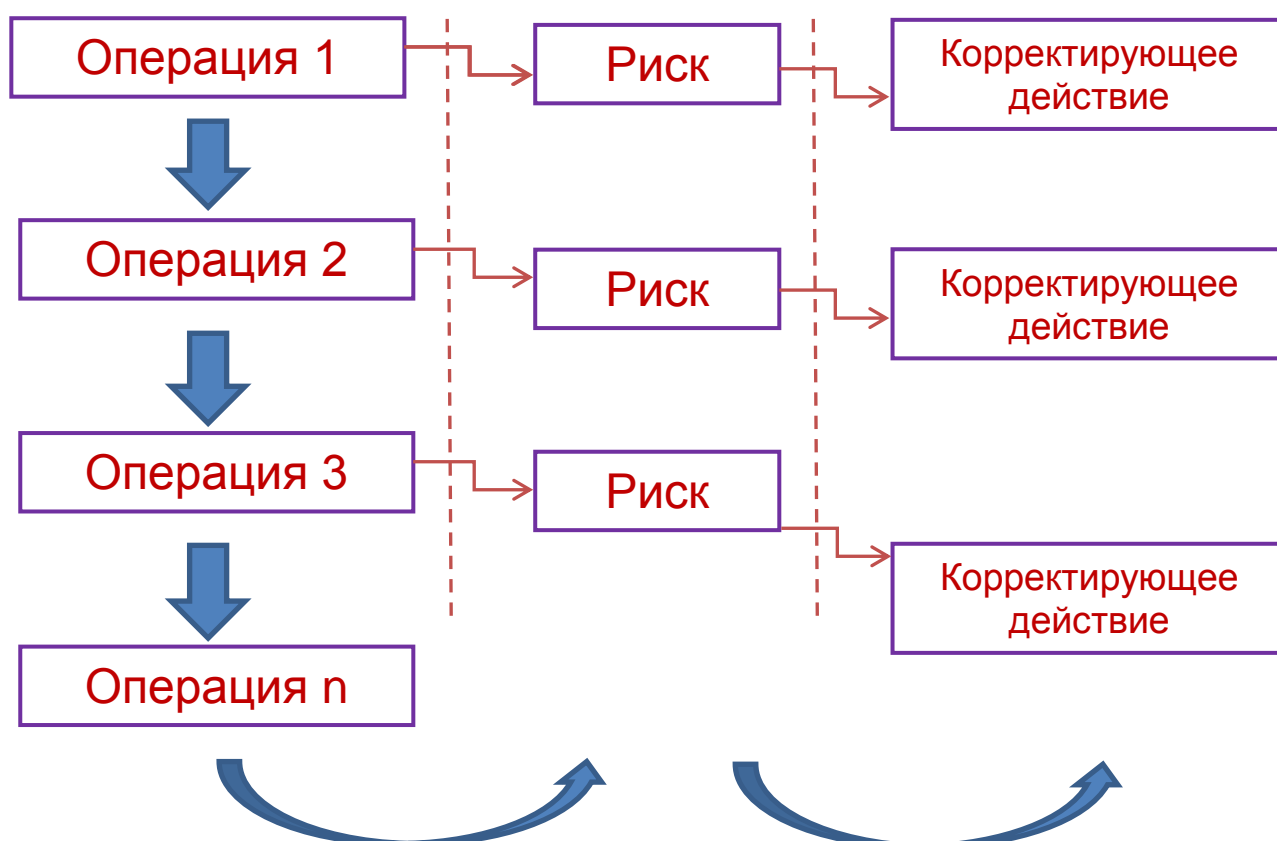 Операция 1
Риск
Корректирующее
действие
Операция 2
Риск
Корректирующее
действие
Операция 3
Риск
Корректирующее
действие
Операция n